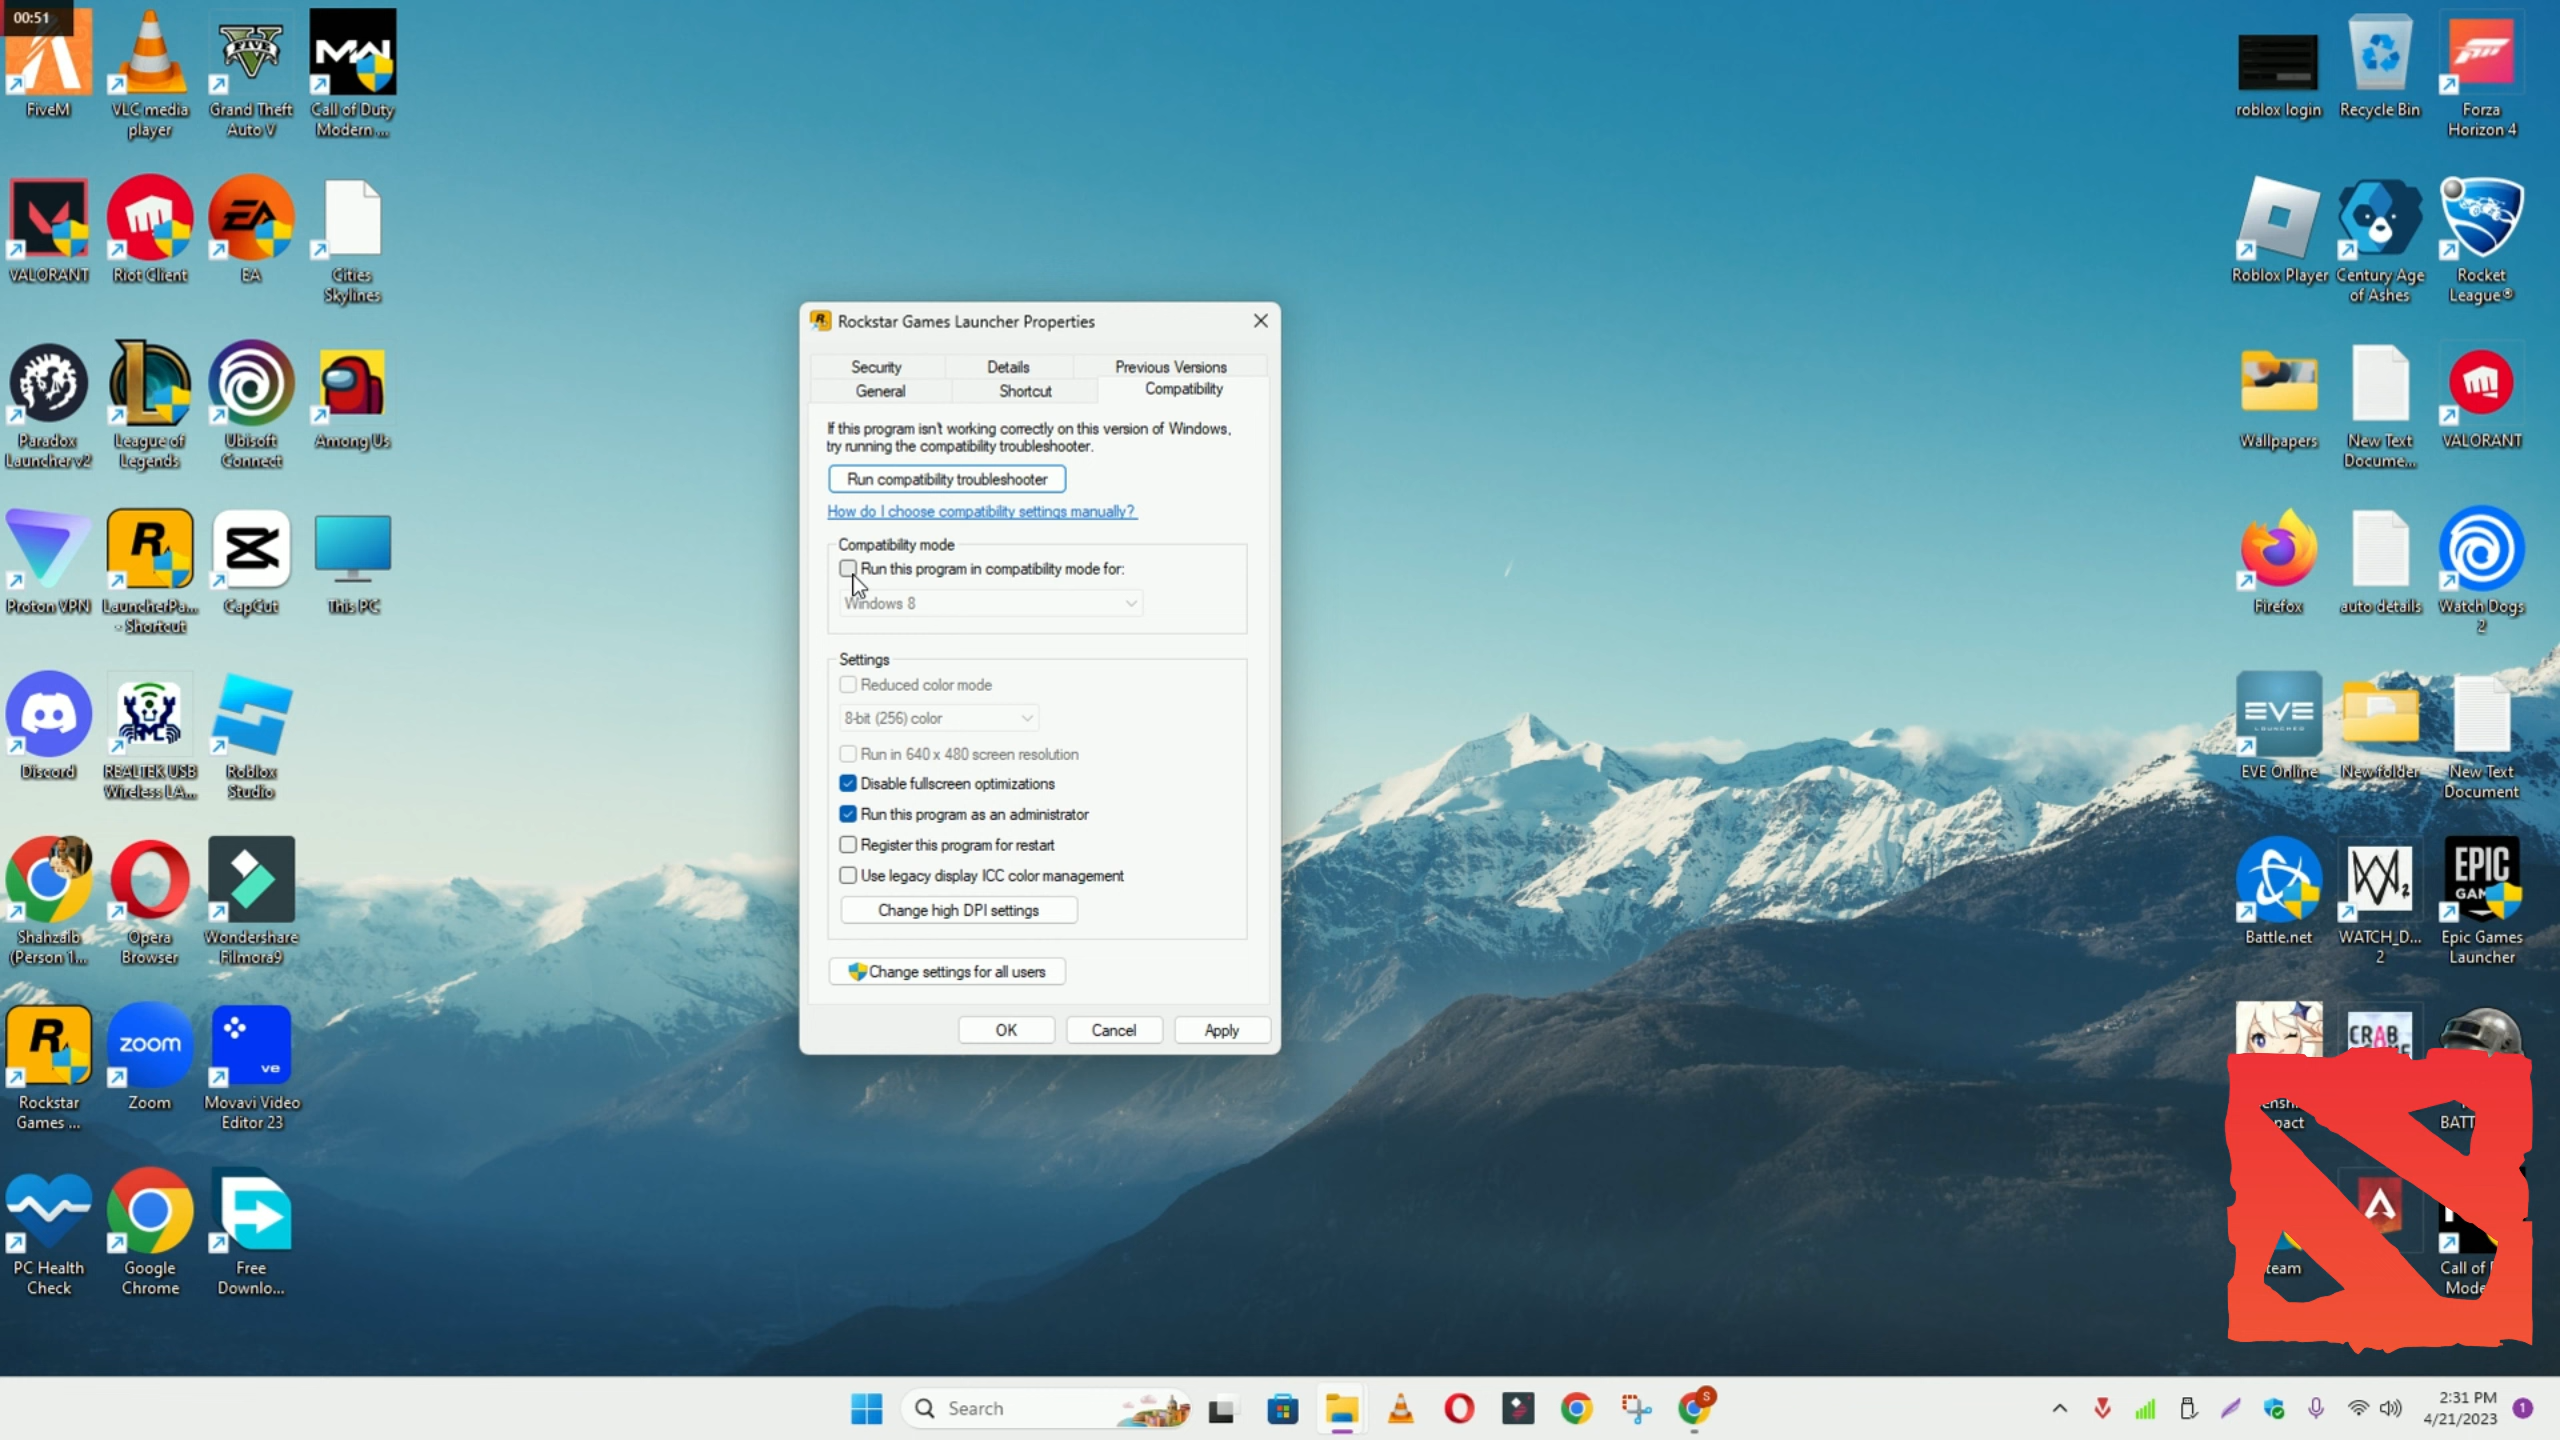 00:51
FiveM
VLC media
player
Grand Theft
Auto V
Call of Duty
Modern ...
VALORANT
Riot Client
EA
Cities
Skylines
Paradox
Launcher v2
League of
Legends
Ubisoft
Connect
Among Us
Proton VPN
LauncherPa...
- Shortcut
CapCut
This PC
Discord
REALTEK USB
Wireless LA...
Roblox
Studio
Shahzaib
(Person 1...
Opera
Browser
Wondershare
Filmora9
Rockstar
Games ...
zoom
Zoom
ve
Movavi Video
Editor 23
PC Health
Check
Google
Chrome
Free
Downlo...
Rockstar Games Launcher Properties
Security
Details
Previous Versions
General
Shortcut
Compatibility
If this program isn't working correctly on this version of Windows,
try running the compatibility troubleshooter.
Run compatibility troubleshooter
How do I choose compatibility settings manually?
Compatibility mode
Run this program in compatibility mode for:
Windows 8
Settings
Reduced color mode
8-bit (256) color
Run in 640 x 480 screen resolution
Disable fullscreen optimizations
Run this program as an administrator
Register this program for restart
Use legacy display ICC color management
Change high DPI settings
Change settings for all users
OK
Cancel
Apply
roblox login
Recycle Bin
Forza
Horizon 4
Roblox Player
Century Age
of Ashes
Rocket
League®
Wallpapers
New Text
Docume...
VALORANT
Firefox
auto details
Watch Dogs
2
EVE
EVE Online
New folder
New Text
Document
Battle.net
WATCH_D...
2
EPIC
Epic Games
Launcher
CRAB
pact
BATT
team
Call of
Mode
Search
2:31 PM
4/21/2023
1